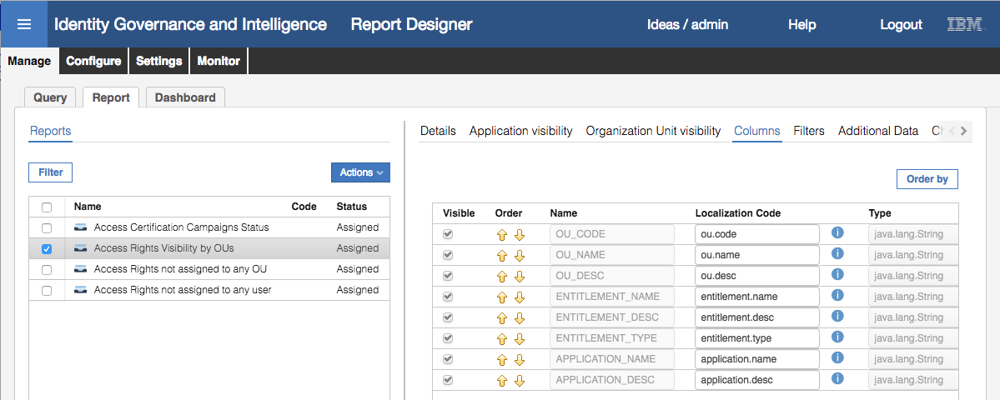 Identity Governance and Intelligence Report Designer Ideas / admin Help Logout IBM
Manage Configure Settings Monitor
Query Report Dashboard
Reports
Filter Actions
Name Code Status
Access Certification Campaigns Status Assigned
Access Rights Visibility by OUs Assigned
Access Rights not assigned to any OU Assigned
Access Rights not assigned to any user Assigned
Details Application visibility Organization Unit visibility Columns Filters Additional Data
Order by
Visible Order Name Localization Code Type
OU_CODE ou.code java.lang.String
OU_NAME ou.name java.lang.String
OU_DESC ou.desc java.lang.String
ENTITLEMENT_NAME entitlement.name java.lang.String
ENTITLEMENT_DESC entitlement.desc java.lang.String
ENTITLEMENT_TYPE entitlement.type java.lang.String
APPLICATION_NAME application.name java.lang.String
APPLICATION_DESC application.desc java.lang.String